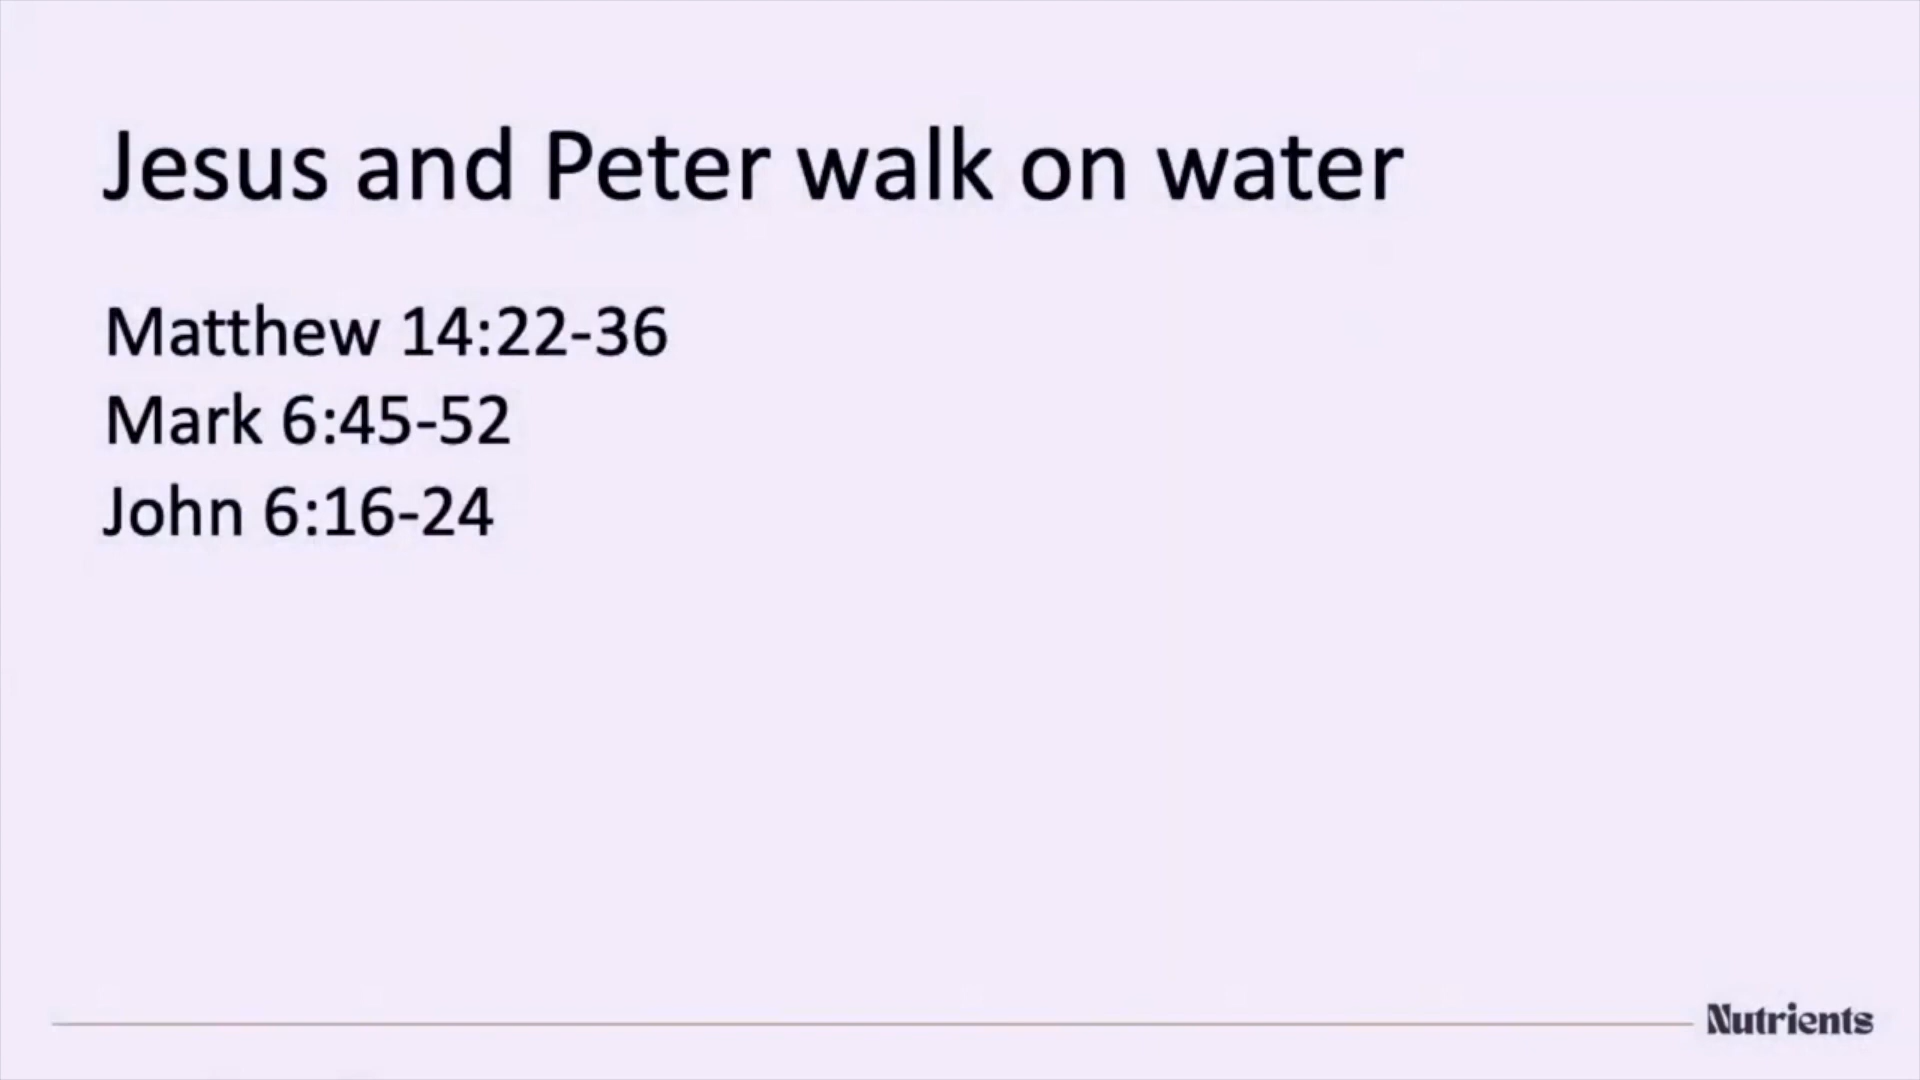 Jesus and Peter walk on water
Matthew 14:22-36
Mark 6:45-52
John 6:16-24
Nutrients